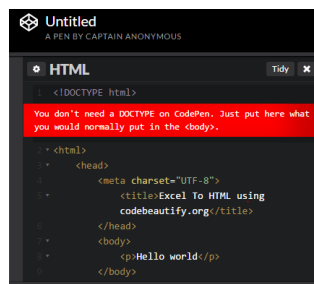 Untitled
A PEN BY CAPTAIN ANONYMOUS
HTML Tidy ×
1 <!DOCTYPE html>
You don't need a DOCTYPE on CodePen. Just put here what
you would normally put in the <body>.
2 <html>
3 <head>
4 <meta charset="UTF-8">
5 <title>Excel To HTML using
codebeautify.org</title>
6 </head>
7 <body>
8 <p>Hello world</p>
9 </body>